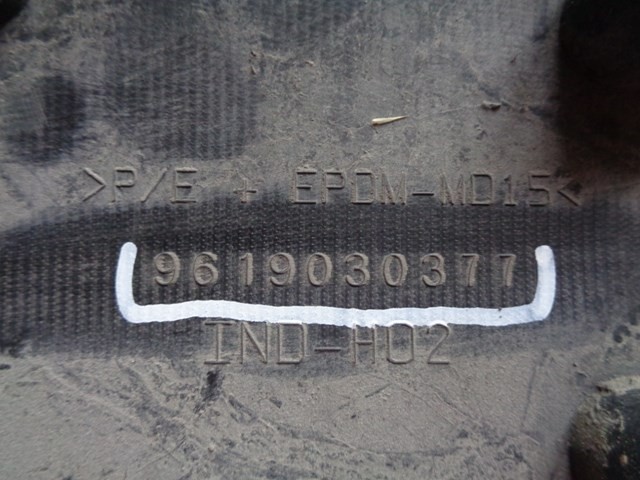 >P/E + EPDM-MD15<
9619030377
IND-H02